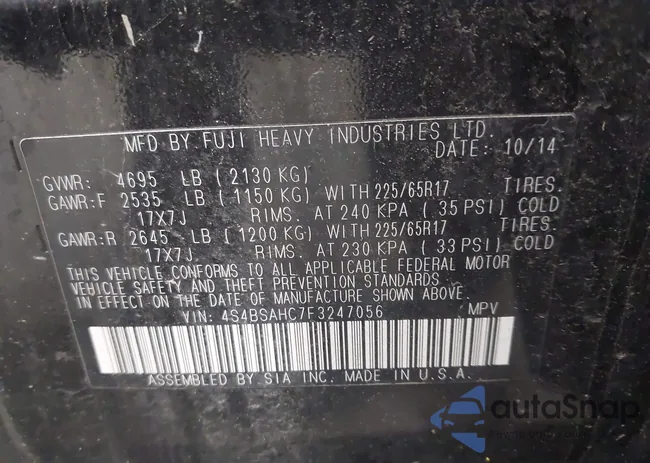 MFD BY FUJI HEAVY INDUSTRIES LTD.
DATE: 10/14
GVWR: 4695 LB ( 2130 KG)
GAWR:F 2535 LB ( 1150 KG) WITH 225/65R17 TIRES.
17X7J RIMS. AT 240 KPA ( 35 PSI) COLD
GAWR:R 2645 LB ( 1200 KG) WITH 225/65R17 TIRES.
17X7J RIMS. AT 230 KPA ( 33 PSI) COLD
THIS VEHICLE CONFORMS TO ALL APPLICABLE FEDERAL MOTOR
VEHICLE SAFETY AND THEFT PREVENTION STANDARDS
IN EFFECT ON THE DATE OF MANUFACTURE SHOWN ABOVE.
VIN: 4S4BSAHC7F3247056 MPV
ASSEMBLED BY SIA INC. MADE IN U.S.A.
autaSnap